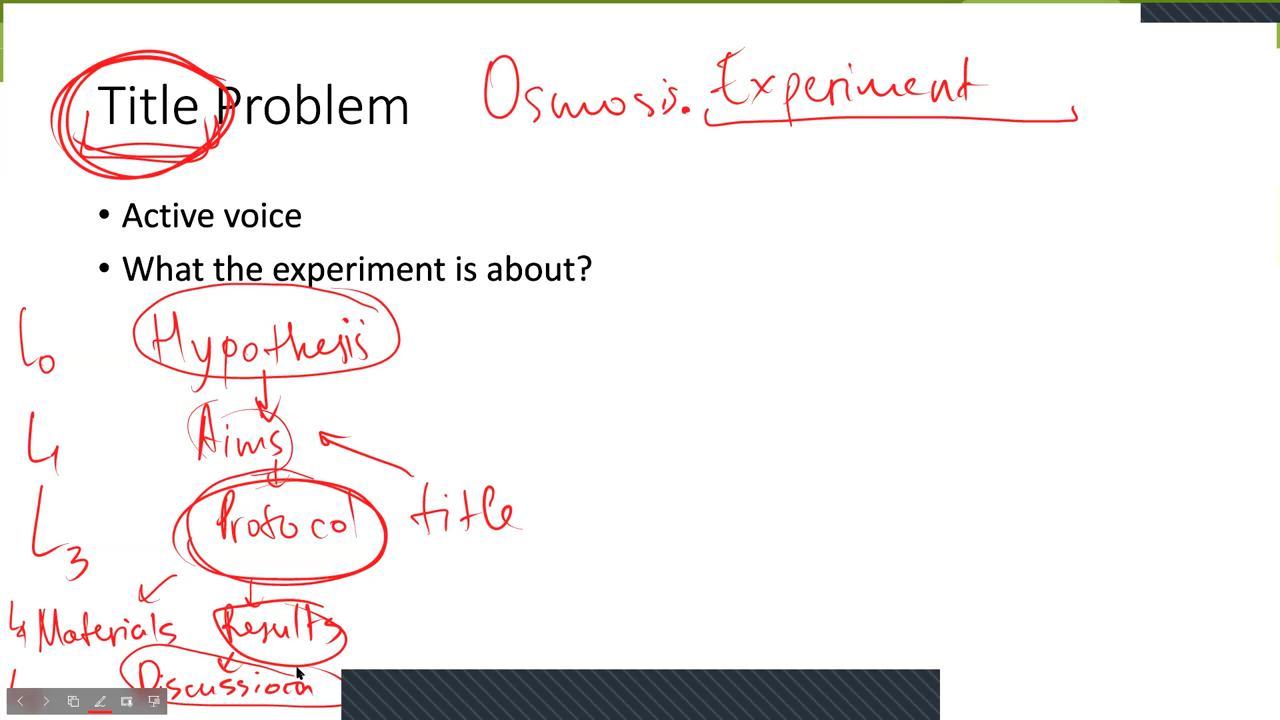 Title Problem
Osmosis. Experiment
• Active voice
• What the experiment is about?
L0 Hypothesis
L1 Aims
title
L3 Protocol
L4 Materials Results
Discussion